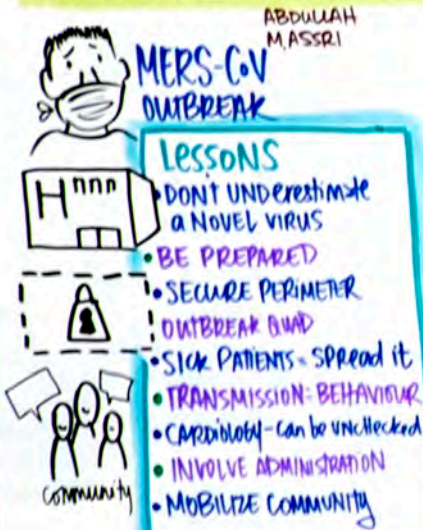 ABDULLAH
M.ASSRI
MERS-CoV
OUTBREAK
LESSONS
• DON'T UNDERESTIMATE
a NOVEL VIRUS
• BE PREPARED
• SECURE PERIMETER
OUTBREAK QUAD
• SICK PATIENTS = SPREAD it
• TRANSMISSION: BEHAVIOUR
• CARDIOLOGY - Can be UNCHECKED
• INVOLVE ADMINISTRATION
• MOBILIZE COMMUNITY
H
community